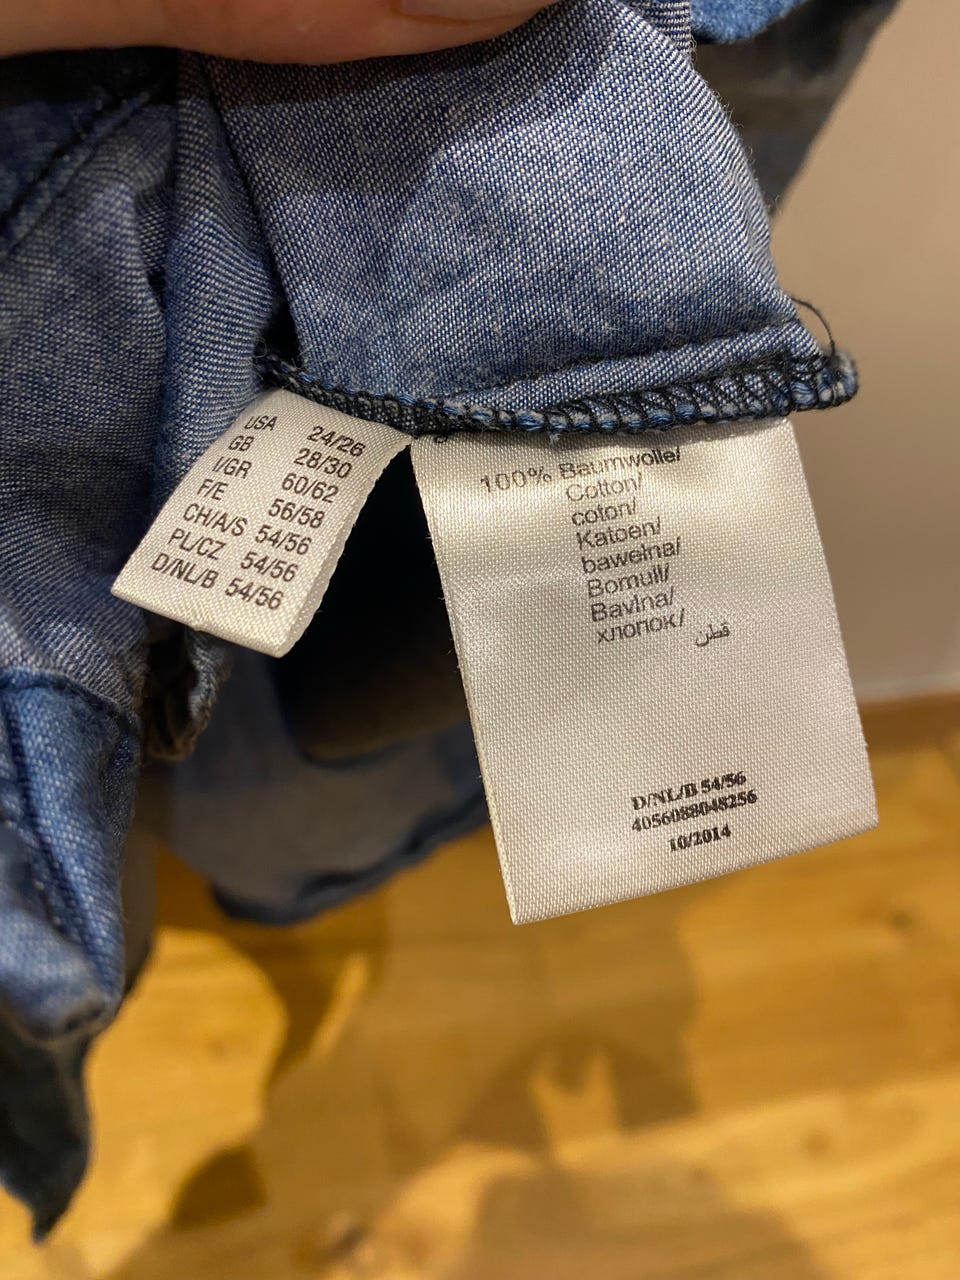 USA 24/26
GB 28/30
I/GR 60/62
F/E 56/58
CH/A/S 54/56
PL/CZ 54/56
D/NL/B 54/56
100% Baumwolle/
Cotton/
coton/
Katoen/
bawełna/
Bomull/
Bavlna/
хлопок/ قطن
D/NL/B 54/56
4056088048256
10/2014